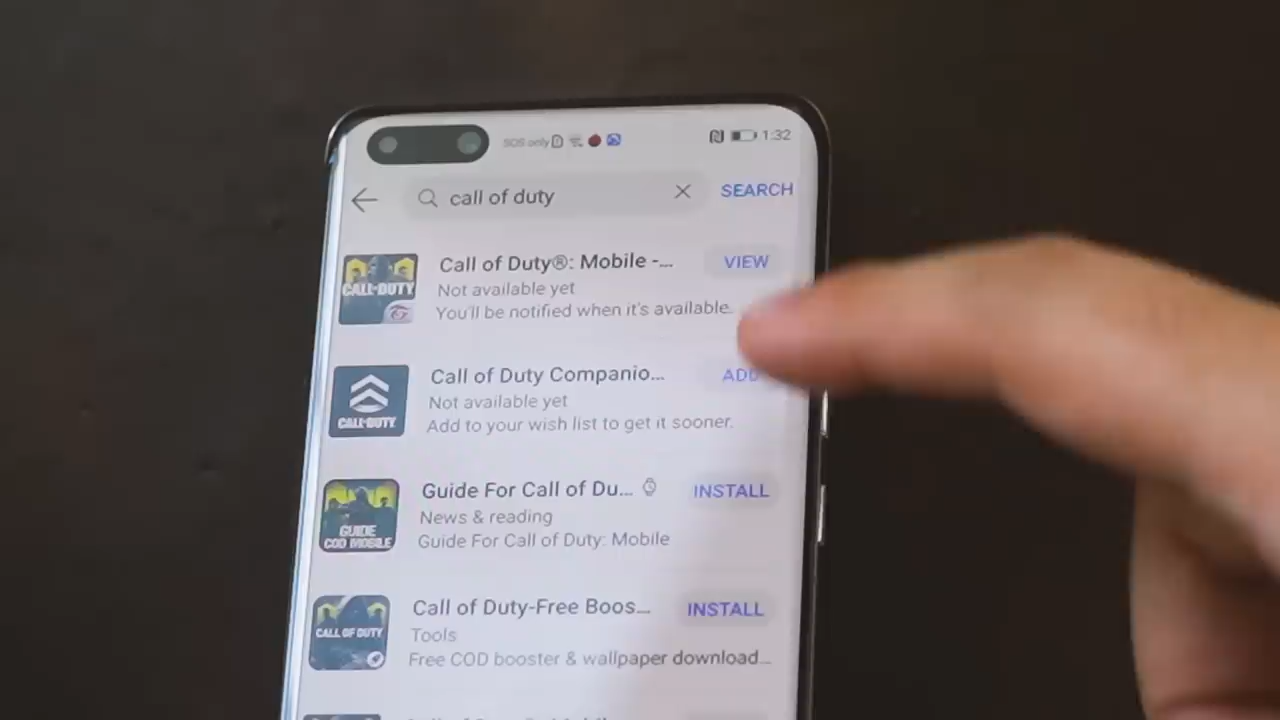 SOS only
1:32
call of duty
SEARCH
CALL OF DUTY
Call of Duty®: Mobile -...
VIEW
Not available yet
You'll be notified when it's available.
Call of Duty Companio...
ADD
Not available yet
CALL OF DUTY
Add to your wish list to get it sooner.
Guide For Call of Du...
INSTALL
News & reading
GUIDE
COD MOBILE
Guide For Call of Duty: Mobile
Call of Duty-Free Boos...
INSTALL
CALL OF DUTY
Tools
Free COD booster & wallpaper download...